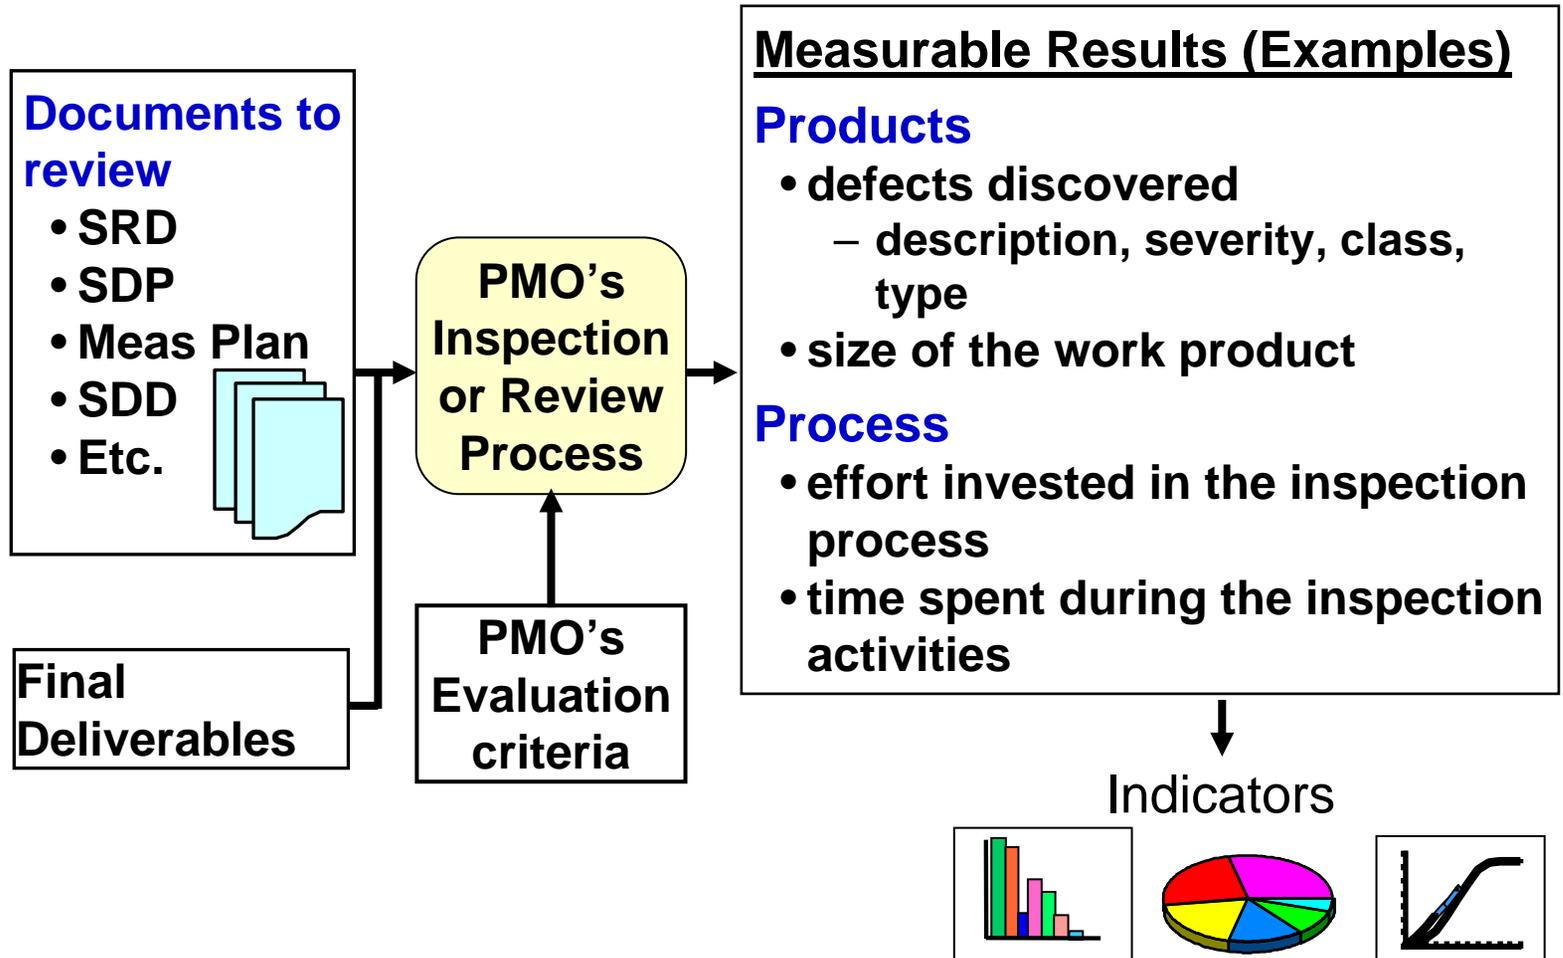 Documents to
review
• SRD
• SDP
• Meas Plan
• SDD
• Etc.
Final
Deliverables
PMO’s
Inspection
or Review
Process
PMO’s
Evaluation
criteria
Measurable Results (Examples)
Products
• defects discovered
– description, severity, class,
type
• size of the work product
Process
• effort invested in the inspection
process
• time spent during the inspection
activities
Indicators